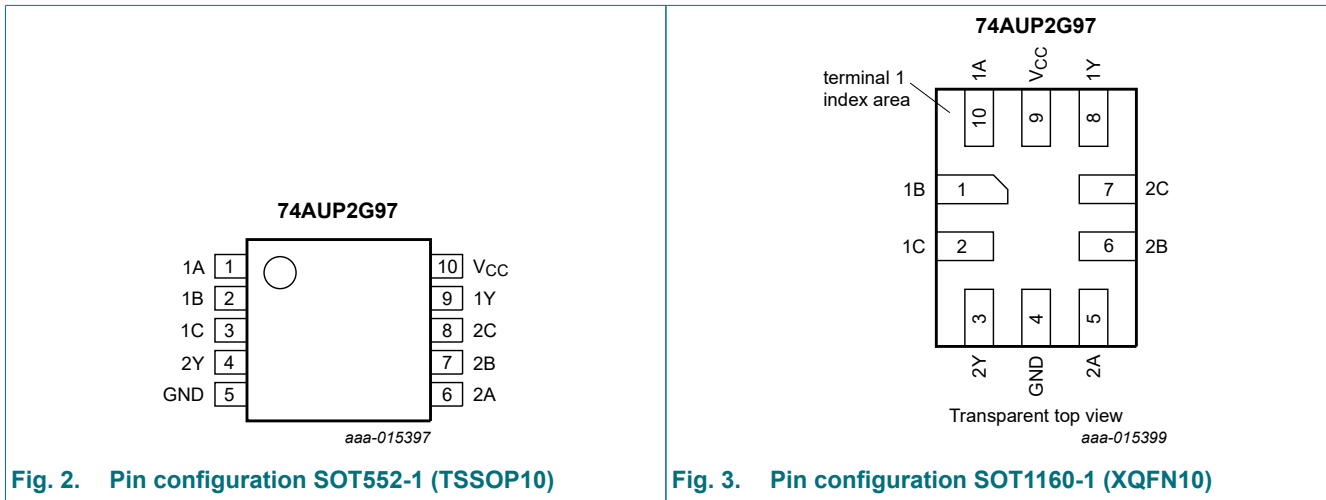 74AUP2G97
1A 1 10 VCC
1B 2 9 1Y
1C 3 8 2C
2Y 4 7 2B
GND 5 6 2A
aaa-015397
Fig. 2. Pin configuration SOT552-1 (TSSOP10)
74AUP2G97
terminal 1
index area
1A VCC 1Y
10 9 8
1B 1 7 2C
1C 2 6 2B
3 4 5
2Y GND 2A
Transparent top view
aaa-015399
Fig. 3. Pin configuration SOT1160-1 (XQFN10)